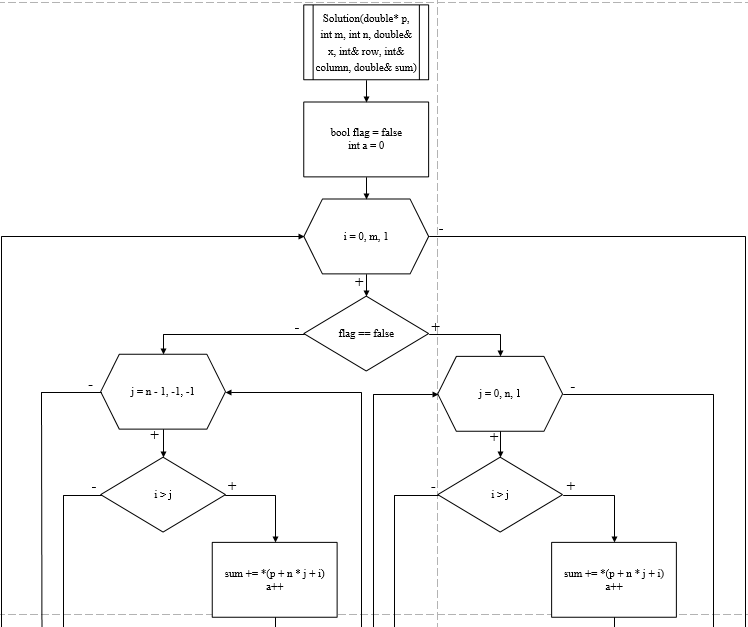 Solution(double* p,
int m, int n, double&
x, int& row, int&
column, double& sum)
bool flag = false
int a = 0
i = 0, m, 1
-
+
flag == false
-
+
j = n - 1, -1, -1
-
+
j = 0, n, 1
-
+
i > j
-
+
i > j
-
+
sum += *(p + n * j + i)
a++
sum += *(p + n * j + i)
a++